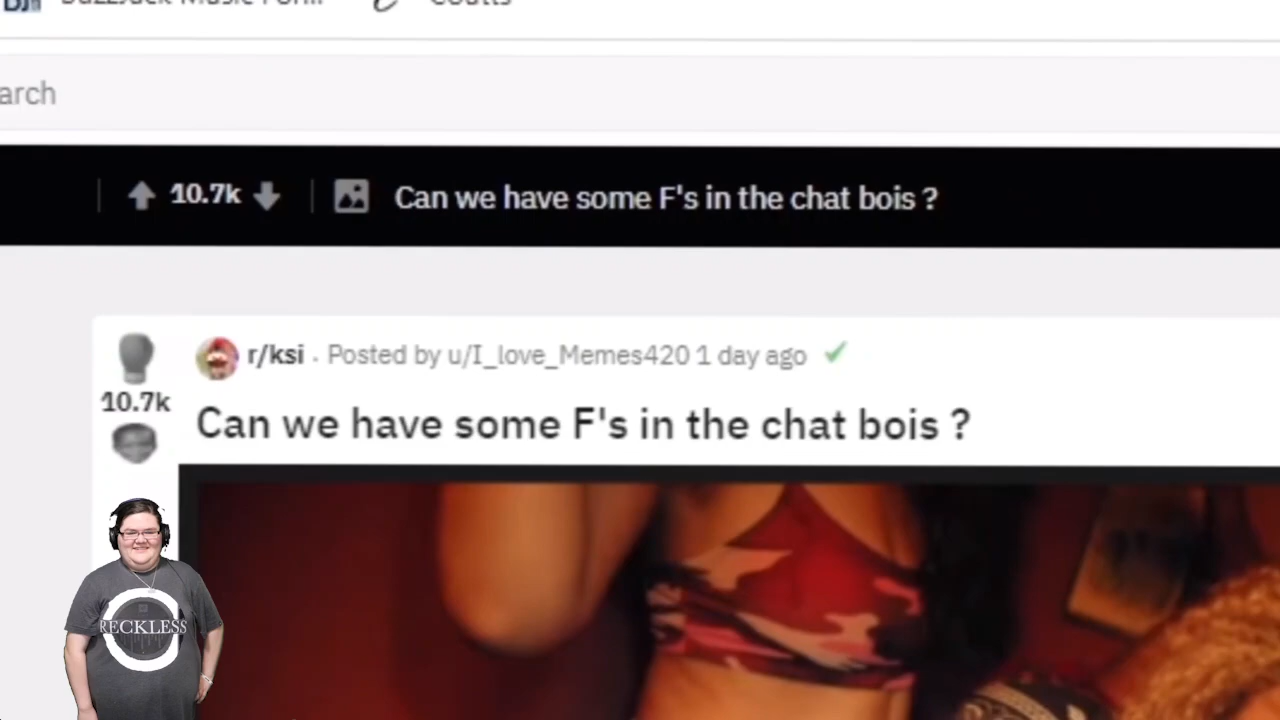 arch
10.7k
Can we have some F's in the chat bois ?
r/ksi . Posted by u/I_love_Memes420 1 day ago
10.7k
Can we have some F's in the chat bois ?
RECKLESS